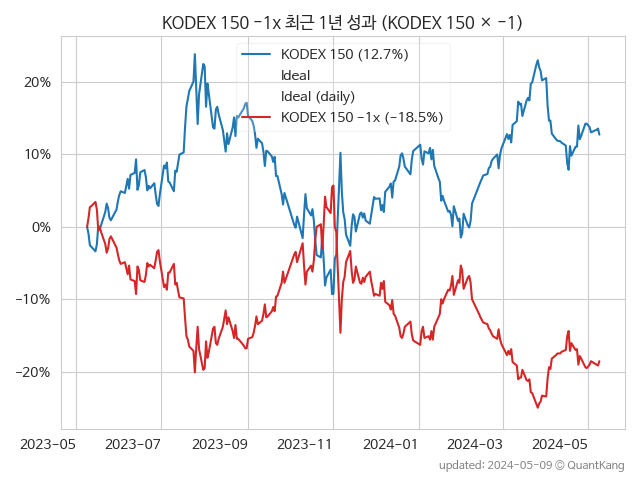 KODEX 150 −1x 최근 1년 성과 (KODEX 150 × −1)
KODEX 150 (12.7%)
Ideal
Ideal (daily)
KODEX 150 −1x (−18.5%)
20%
10%
0%
−10%
−20%
2023-05
2023-07
2023-09
2023-11
2024-01
2024-03
2024-05
updated: 2024-05-09 © QuantKang